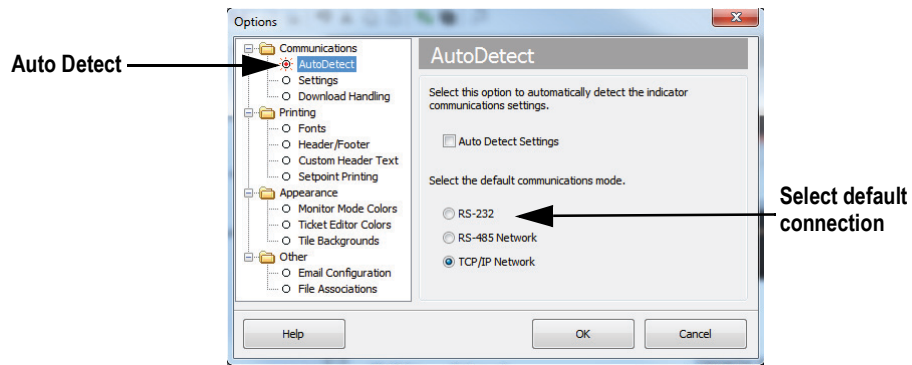 Options
Auto Detect
Communications
AutoDetect
Settings
Download Handling
Printing
Fonts
Header/Footer
Custom Header Text
Setpoint Printing
Appearance
Monitor Mode Colors
Ticket Editor Colors
Tile Backgrounds
Other
Email Configuration
File Associations
AutoDetect
Select this option to automatically detect the indicator
communications settings.
Auto Detect Settings
Select the default communications mode.
RS-232
RS-485 Network
TCP/IP Network
Select default
connection
Help
OK
Cancel